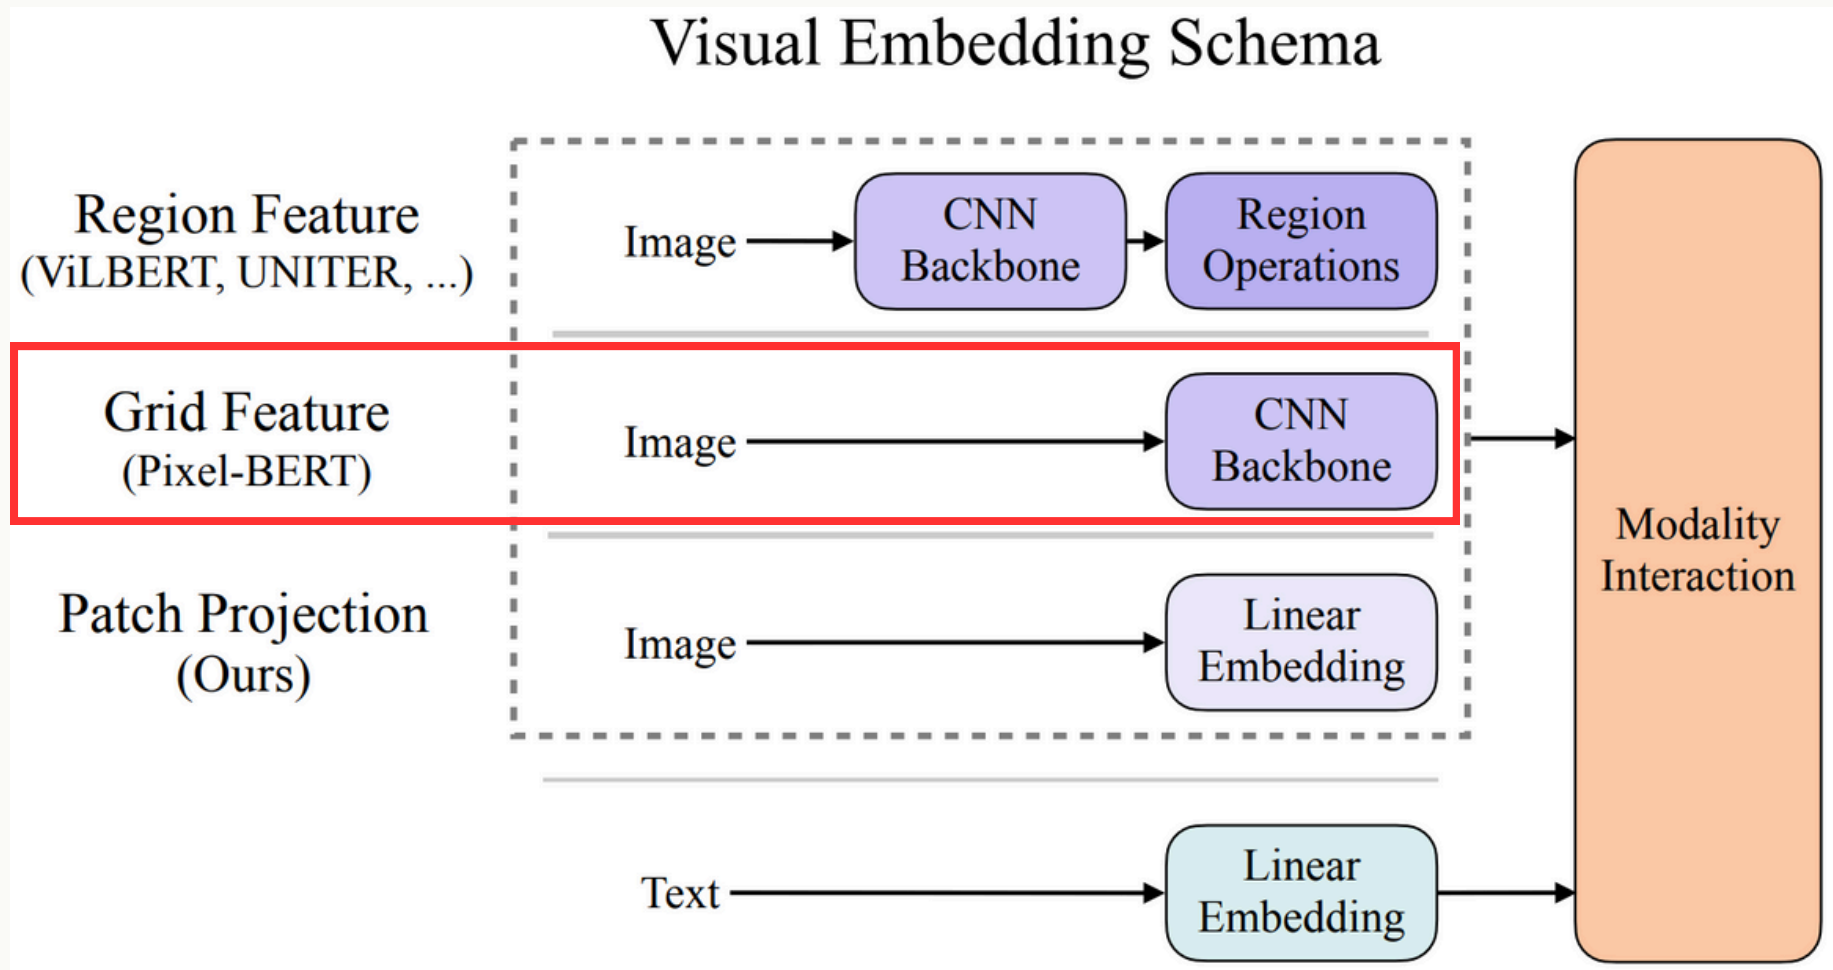 Visual Embedding Schema
Region Feature
(ViLBERT, UNITER, ...)
Image
CNN
Backbone
Region
Operations
Grid Feature
(Pixel-BERT)
Image
CNN
Backbone
Patch Projection
(Ours)
Image
Linear
Embedding
Text
Linear
Embedding
Modality
Interaction